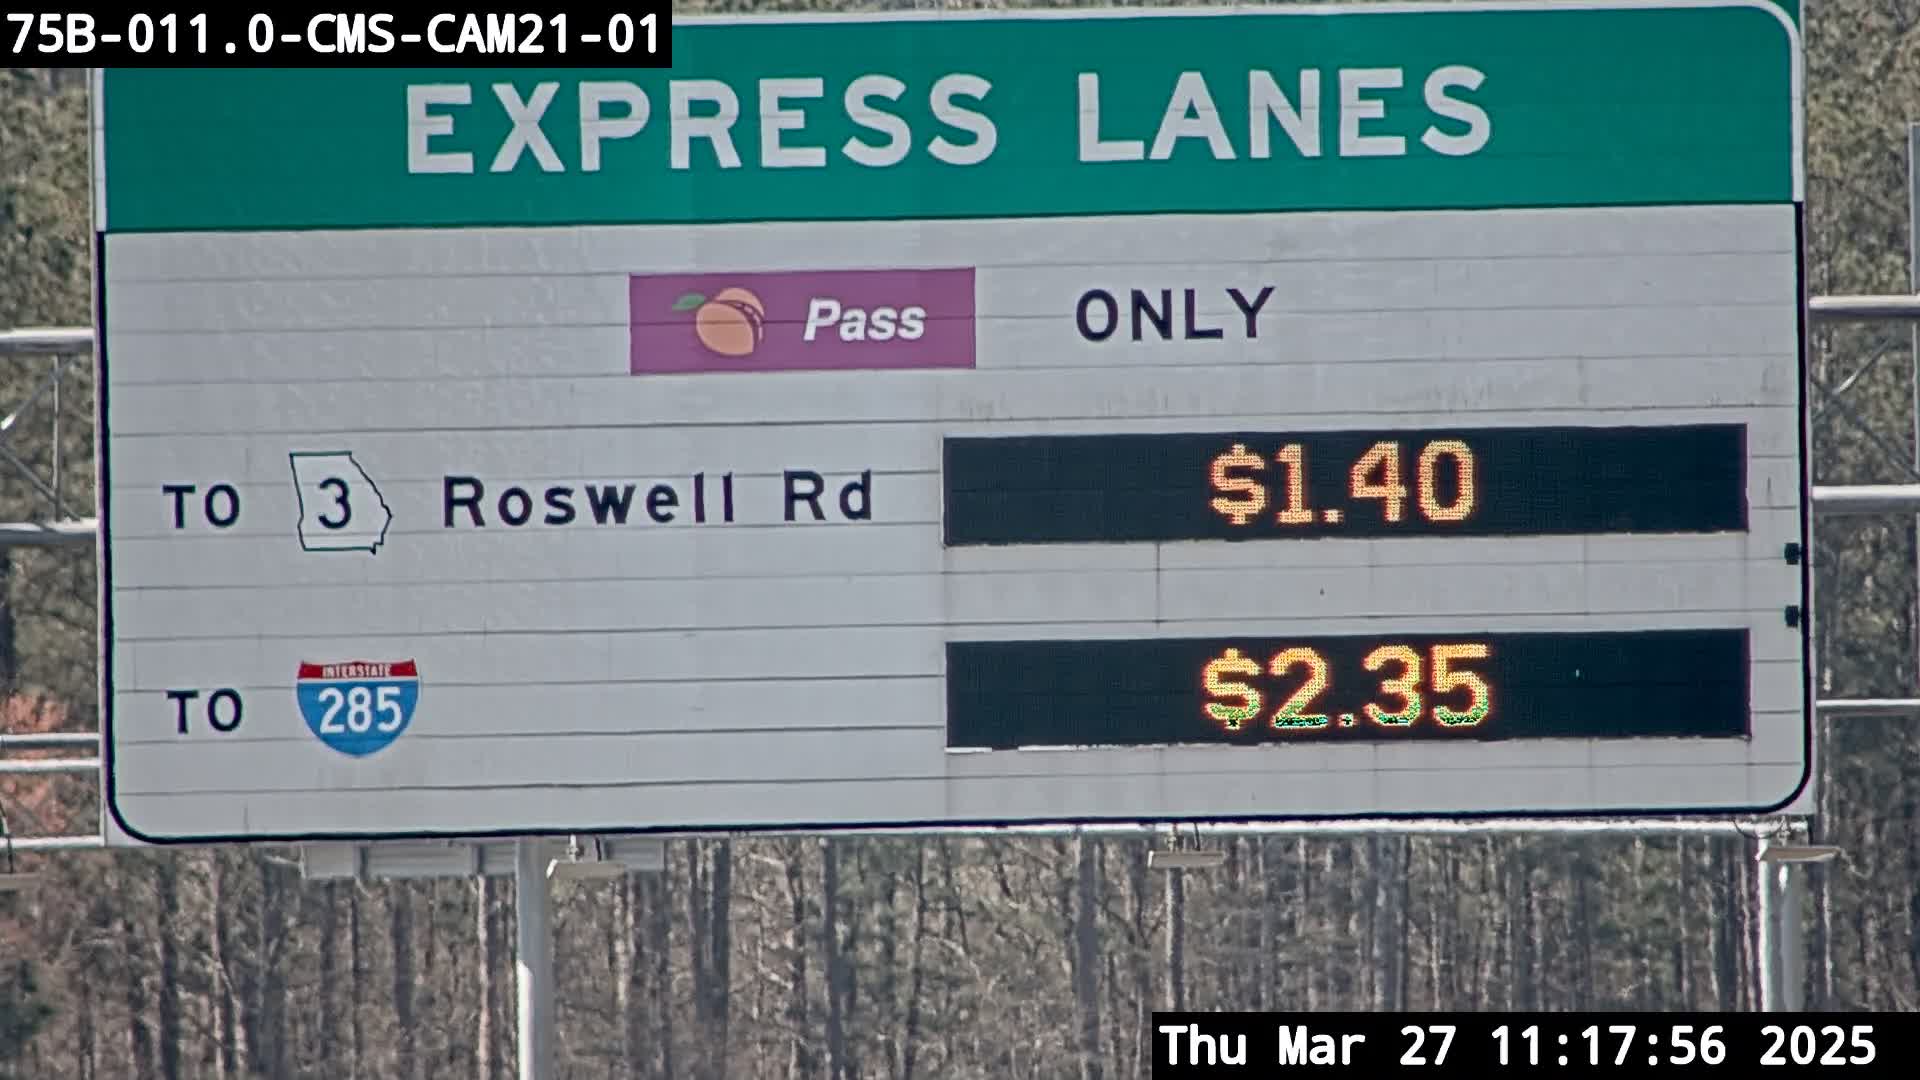 75B-011.0-CMS-CAM21-01
EXPRESS LANES
Pass ONLY
TO 3 Roswell Rd $1.40
INTERSTATE
TO 285 $2.35
Thu Mar 27 11:17:56 2025